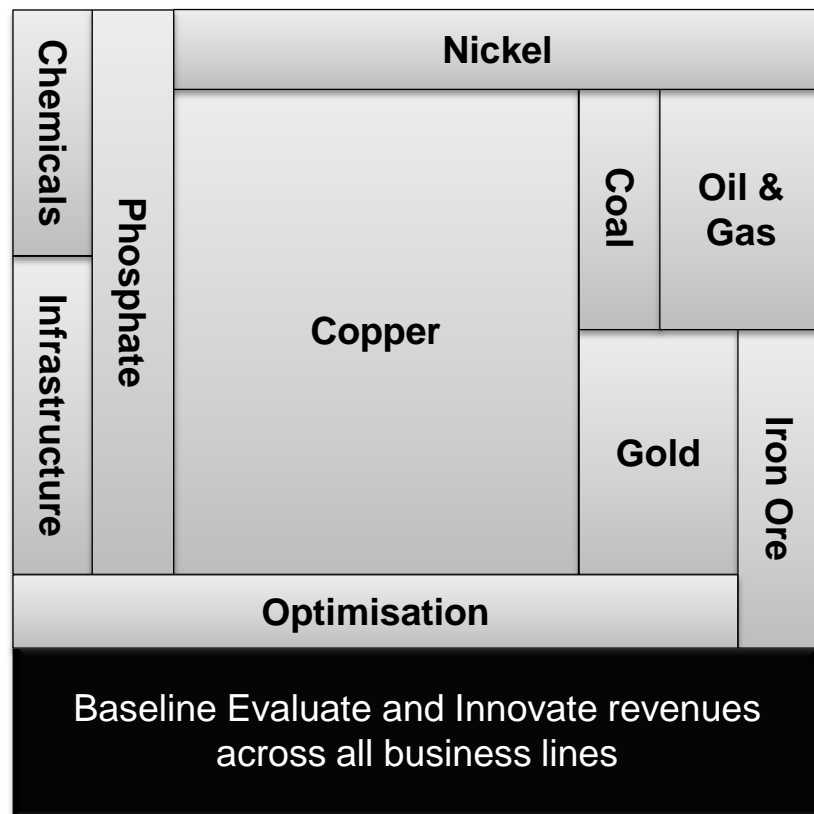 Chemicals
Phosphate
Nickel
Copper
Coal
Oil &
Gas
Infrastructure
Gold
Iron Ore
Optimisation
Baseline Evaluate and Innovate revenues
across all business lines